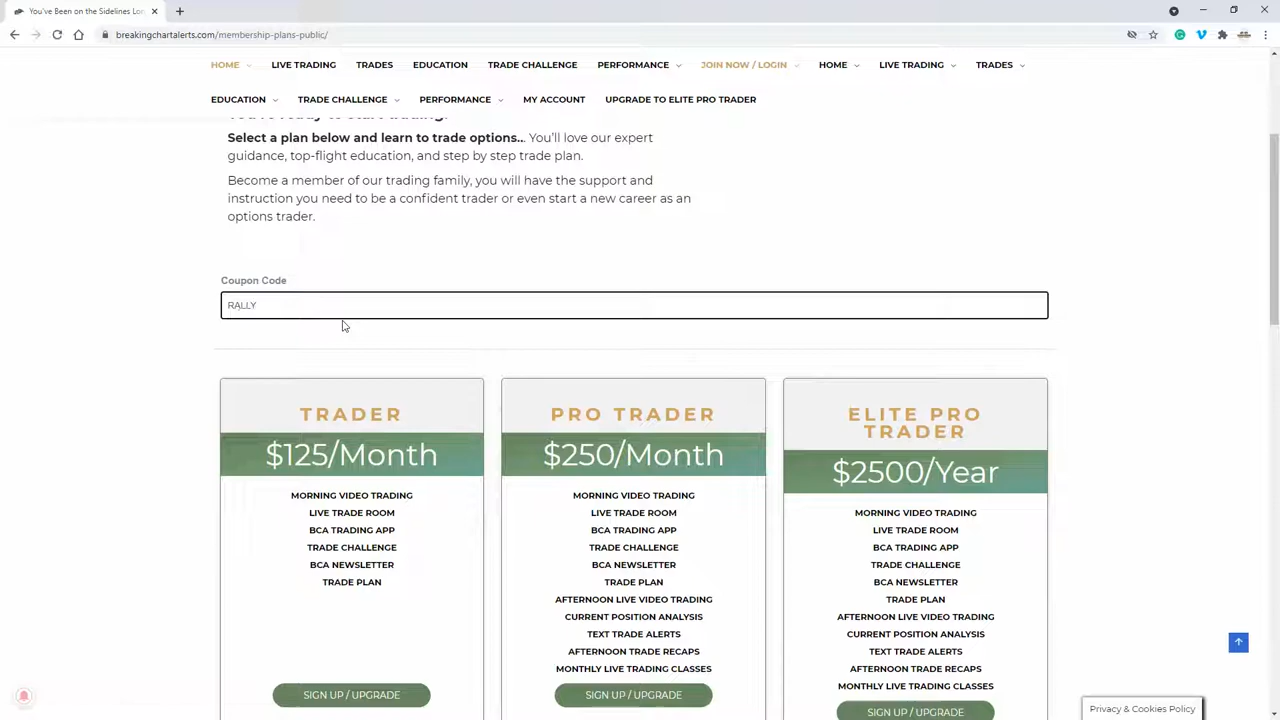 You've Been on the Sidelines Lon
breakingchartalerts.com/membership-plans-public/
HOME LIVE TRADING TRADES EDUCATION TRADE CHALLENGE PERFORMANCE JOIN NOW / LOGIN HOME LIVE TRADING TRADES
EDUCATION TRADE CHALLENGE PERFORMANCE MY ACCOUNT UPGRADE TO ELITE PRO TRADER
You're ready to start trading!
Select a plan below and learn to trade options... You'll love our expert
guidance, top-flight education, and step by step trade plan.
Become a member of our trading family, you will have the support and
instruction you need to be a confident trader or even start a new career as an
options trader.
Coupon Code
RALLY
TRADER
$125/Month
MORNING VIDEO TRADING
LIVE TRADE ROOM
BCA TRADING APP
TRADE CHALLENGE
BCA NEWSLETTER
TRADE PLAN
SIGN UP / UPGRADE
PRO TRADER
$250/Month
MORNING VIDEO TRADING
LIVE TRADE ROOM
BCA TRADING APP
TRADE CHALLENGE
BCA NEWSLETTER
TRADE PLAN
AFTERNOON LIVE VIDEO TRADING
CURRENT POSITION ANALYSIS
TEXT TRADE ALERTS
AFTERNOON TRADE RECAPS
MONTHLY LIVE TRADING CLASSES
SIGN UP / UPGRADE
ELITE PRO
TRADER
$2500/Year
MORNING VIDEO TRADING
LIVE TRADE ROOM
BCA TRADING APP
TRADE CHALLENGE
BCA NEWSLETTER
TRADE PLAN
AFTERNOON LIVE VIDEO TRADING
CURRENT POSITION ANALYSIS
TEXT TRADE ALERTS
AFTERNOON TRADE RECAPS
MONTHLY LIVE TRADING CLASSES
SIGN UP / UPGRADE
Privacy & Cookies Policy